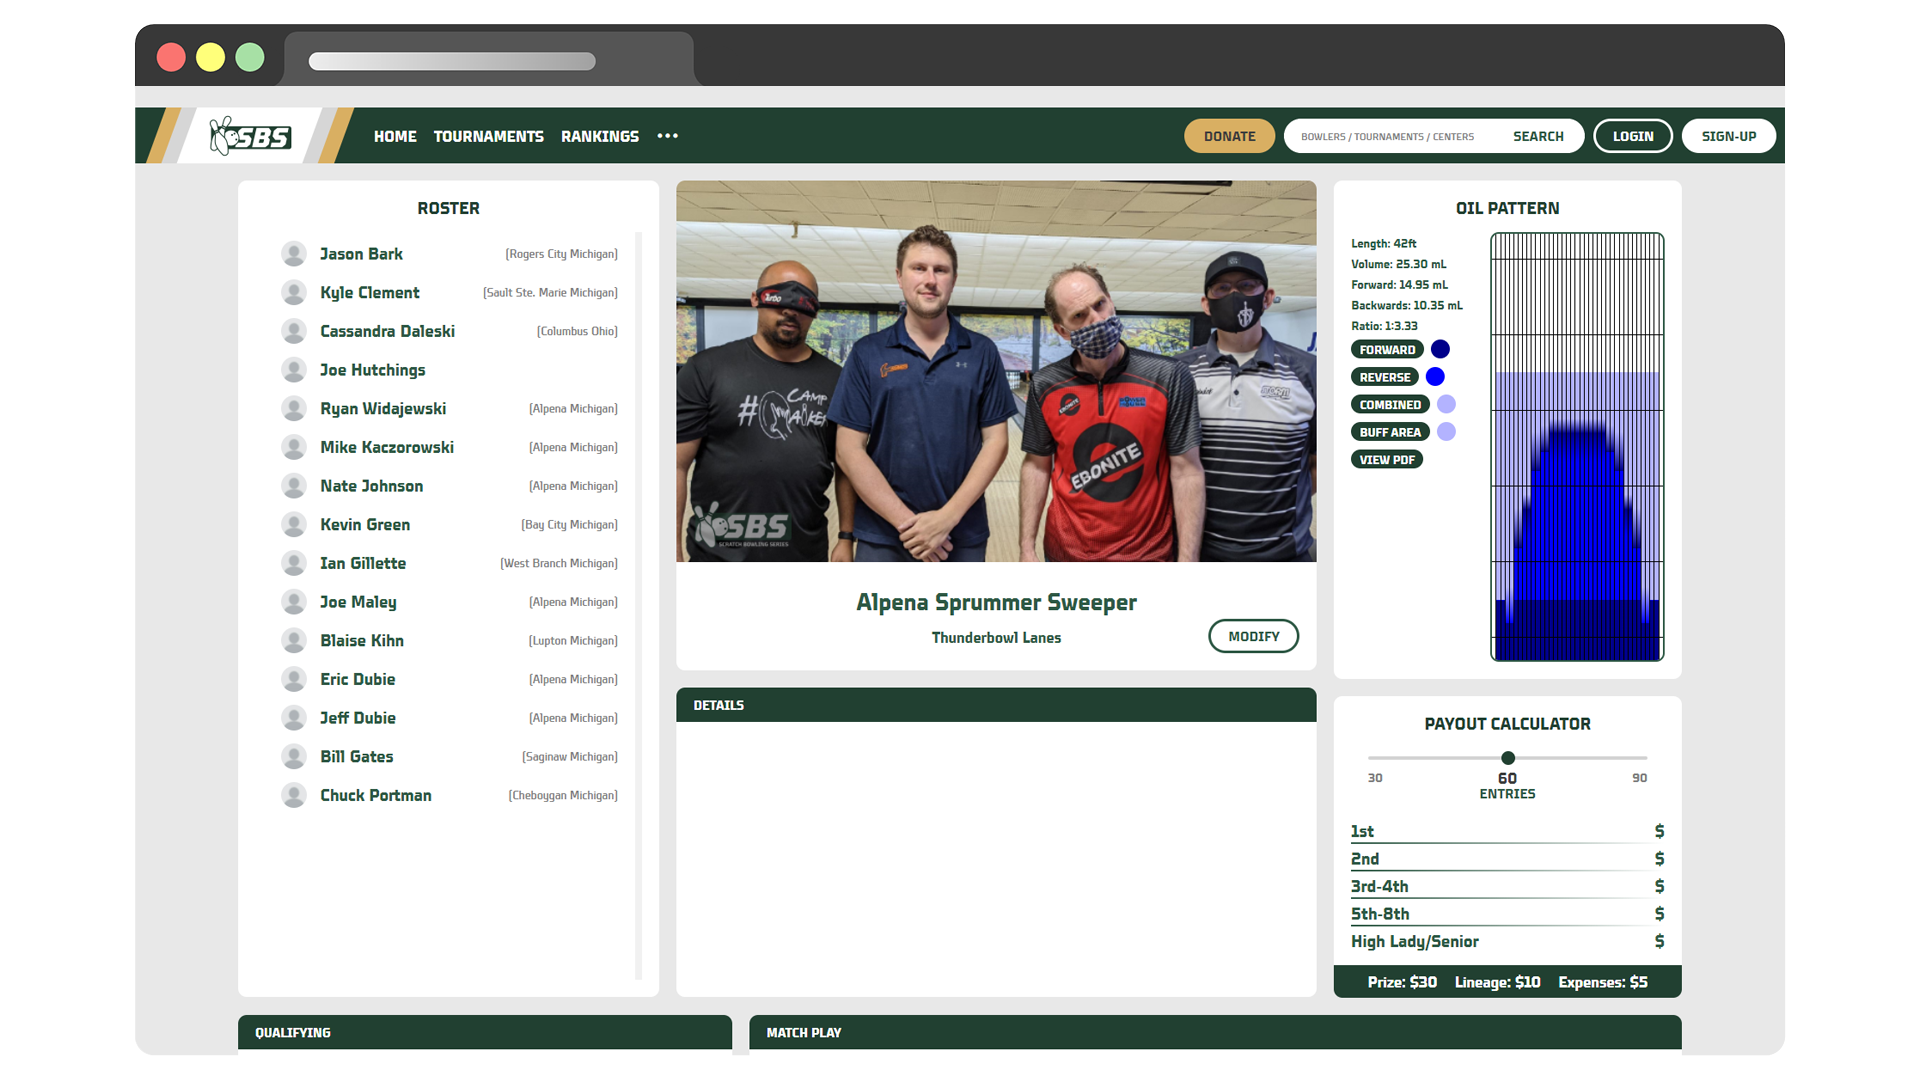 SBS
HOME TOURNAMENTS RANKINGS •••
DONATE
BOWLERS / TOURNAMENTS / CENTERS SEARCH
LOGIN
SIGN-UP
ROSTER
Jason Bark (Rogers City Michigan)
Kyle Clement (Sault Ste. Marie Michigan)
Cassandra Daleski (Columbus Ohio)
Joe Hutchings
Ryan Widajewski (Alpena Michigan)
Mike Kaczorowski (Alpena Michigan)
Nate Johnson (Alpena Michigan)
Kevin Green (Bay City Michigan)
Ian Gillette (West Branch Michigan)
Joe Maley (Alpena Michigan)
Blaise Kihn (Lupton Michigan)
Eric Dubie (Alpena Michigan)
Jeff Dubie (Alpena Michigan)
Bill Gates (Saginaw Michigan)
Chuck Portman (Cheboygan Michigan)
Turbo
# CAMP
EBONITE
EBONITE
SBS
SCRATCH BOWLING SERIES
Alpena Sprummer Sweeper
Thunderbowl Lanes
MODIFY
DETAILS
OIL PATTERN
Length: 42ft
Volume: 25.30 mL
Forward: 14.95 mL
Backwards: 10.35 mL
Ratio: 1:3.33
FORWARD
REVERSE
COMBINED
BUFF AREA
VIEW PDF
PAYOUT CALCULATOR
30 60 90
ENTRIES
1st $
2nd $
3rd-4th $
5th-8th $
High Lady/Senior $
Prize: $30 Lineage: $10 Expenses: $5
QUALIFYING
MATCH PLAY